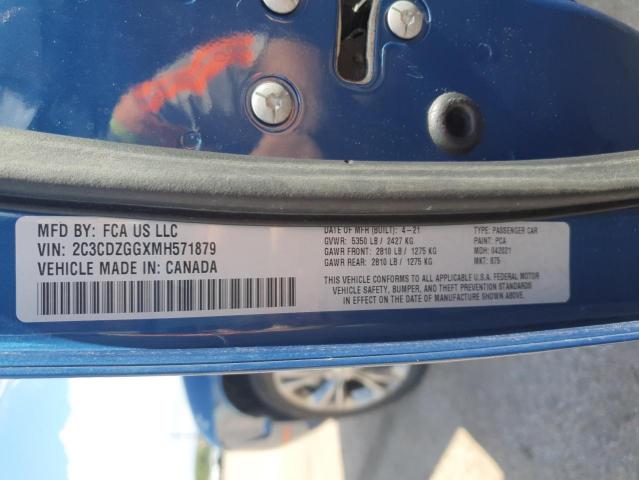 MFD BY: FCA US LLC
VIN: 2C3CDZGGXMH571879
VEHICLE MADE IN: CANADA
DATE OF MFR (BUILT): 4-21
GVWR: 5350 LB / 2427 KG
GAWR FRONT: 2810 LB / 1275 KG
GAWR REAR: 2810 LB / 1275 KG
TYPE: PASSENGER CAR
PAINT: PCA
MDH: 042021
MKT: 875
THIS VEHICLE CONFORMS TO ALL APPLICABLE U.S.A. FEDERAL MOTOR
VEHICLE SAFETY, BUMPER, AND THEFT PREVENTION STANDARDS
IN EFFECT ON THE DATE OF MANUFACTURE SHOWN ABOVE.